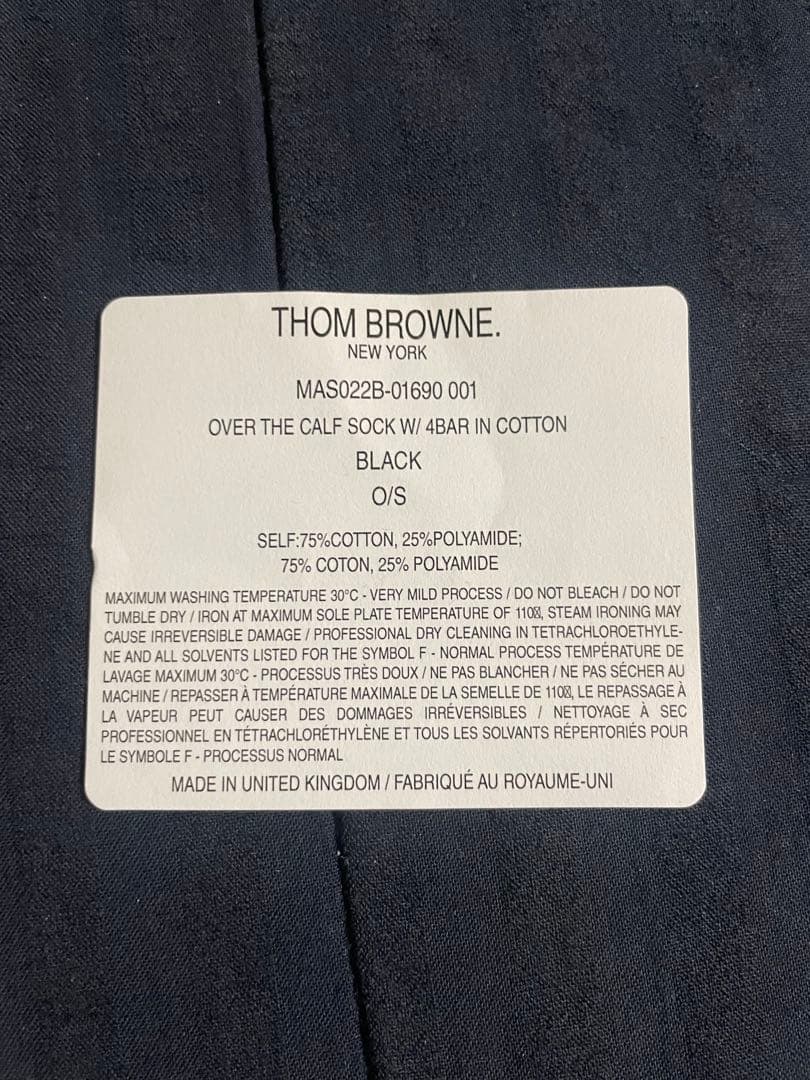 THOM BROWNE.
NEW YORK
MAS022B-01690 001
OVER THE CALF SOCK W/ 4BAR IN COTTON
BLACK
O/S
SELF:75%COTTON, 25%POLYAMIDE;
75% COTON, 25% POLYAMIDE
MAXIMUM WASHING TEMPERATURE 30°C - VERY MILD PROCESS / DO NOT BLEACH / DO NOT
TUMBLE DRY / IRON AT MAXIMUM SOLE PLATE TEMPERATURE OF 110☒, STEAM IRONING MAY
CAUSE IRREVERSIBLE DAMAGE / PROFESSIONAL DRY CLEANING IN TETRACHLOROETHYLE-
NE AND ALL SOLVENTS LISTED FOR THE SYMBOL F - NORMAL PROCESS TEMPÉRATURE DE
LAVAGE MAXIMUM 30°C - PROCESSUS TRÈS DOUX / NE PAS BLANCHER / NE PAS SÉCHER AU
MACHINE / REPASSER À TEMPÉRATURE MAXIMALE DE LA SEMELLE DE 110☒, LE REPASSAGE À
LA VAPEUR PEUT CAUSER DES DOMMAGES IRRÉVERSIBLES / NETTOYAGE À SEC
PROFESSIONNEL EN TÉTRACHLORÉTHYLÈNE ET TOUS LES SOLVANTS RÉPERTORIÉS POUR
LE SYMBOLE F - PROCESSUS NORMAL
MADE IN UNITED KINGDOM / FABRIQUÉ AU ROYAUME-UNI